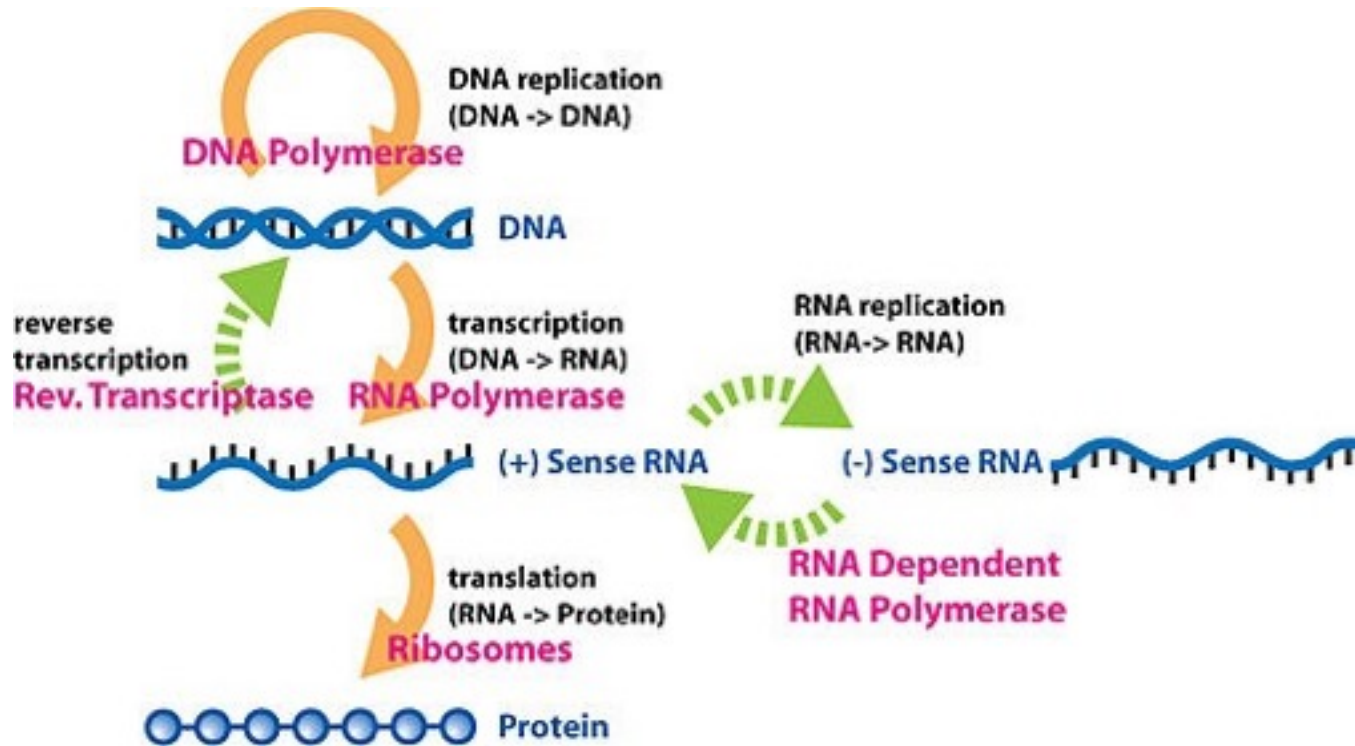 DNA replication
(DNA -> DNA)
DNA Polymerase
DNA
reverse
transcription
Rev. Transcriptase
transcription
(DNA -> RNA)
RNA Polymerase
RNA replication
(RNA-> RNA)
(+) Sense RNA
(-) Sense RNA
RNA Dependent
RNA Polymerase
translation
(RNA -> Protein)
Ribosomes
Protein